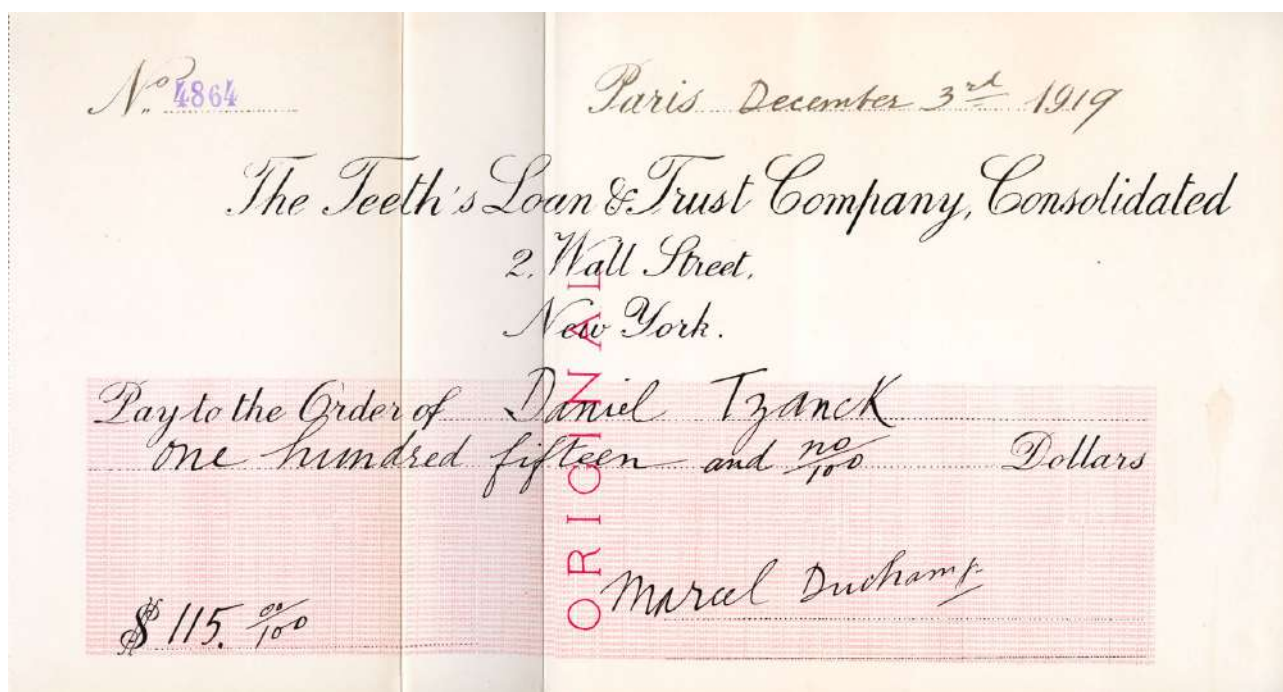 No. 4864
Paris December 3rd 1919
The Teeth's Loan & Trust Company, Consolidated
2, Wall Street,
New York.
Pay to the Order of Daniel Tzanck
one hundred fifteen and no/100 Dollars
$ 115. 00/100
Marcel Duchamp
ORIGINAL